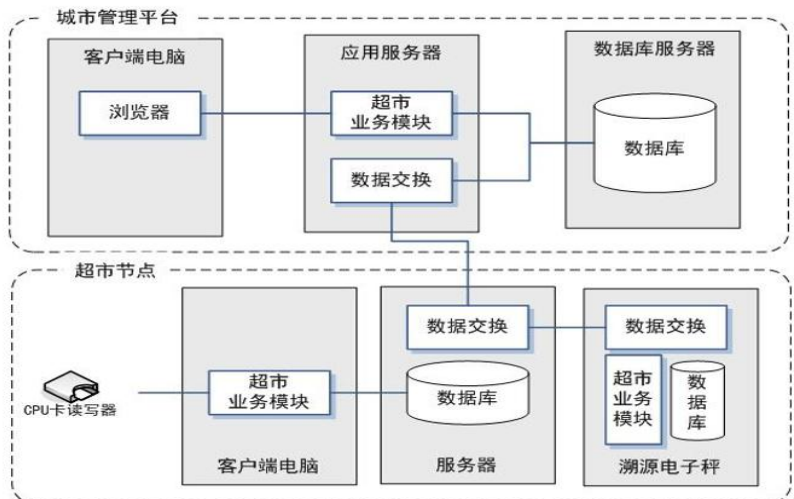 城市管理平台
客户端电脑
浏览器
应用服务器
超市
业务模块
数据交换
数据库服务器
数据库
超市节点
CPU卡读写器
超市
业务模块
客户端电脑
数据交换
数据库
服务器
数据交换
超市
业务
模块
数
据
库
溯源电子秤